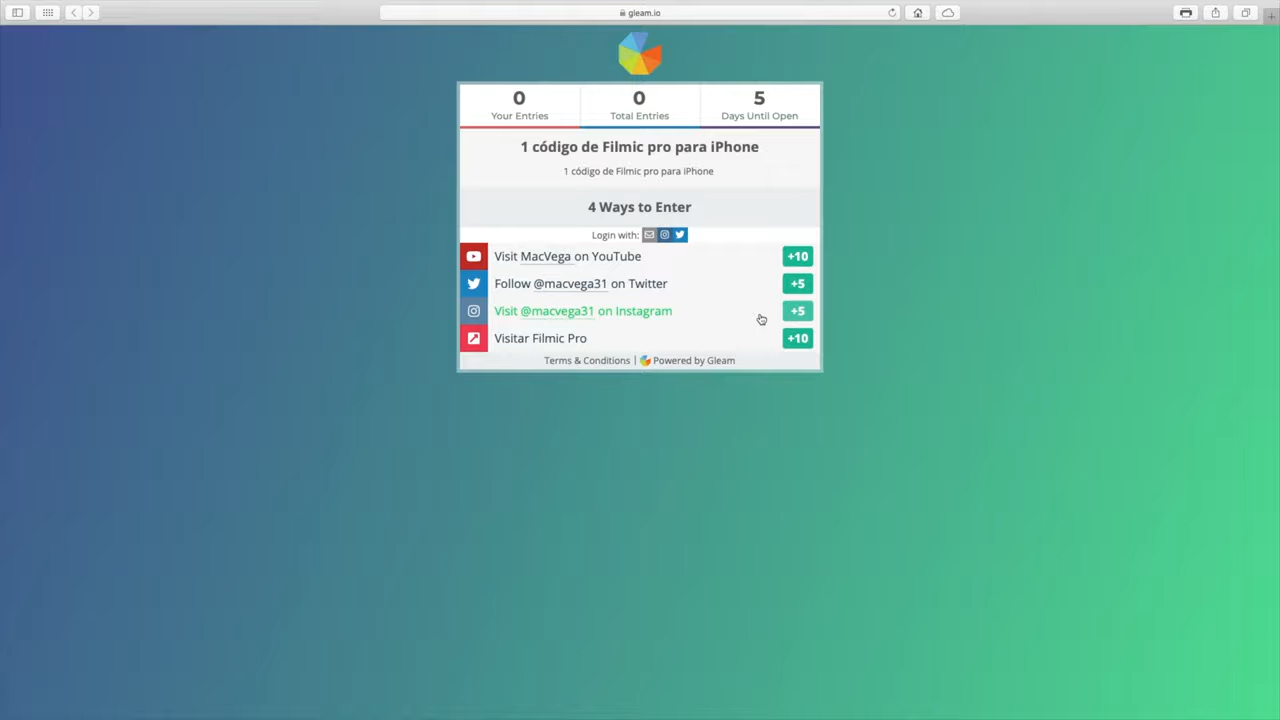 gleam.io
0 0 5
Your Entries Total Entries Days Until Open
1 código de Filmic pro para iPhone
1 código de Filmic pro para iPhone
4 Ways to Enter
Login with:
Visit MacVega on YouTube +10
Follow @macvega31 on Twitter +5
Visit @macvega31 on Instagram +5
Visitar Filmic Pro +10
Terms & Conditions | Powered by Gleam